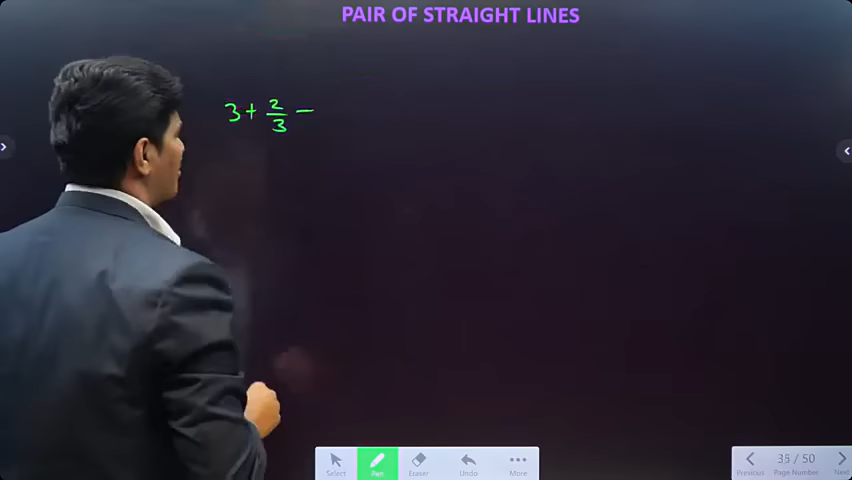 PAIR OF STRAIGHT LINES
3 + 2/3 −
Select
Pen
Eraser
Undo
More
Previous
35 / 50
Page Number
Next